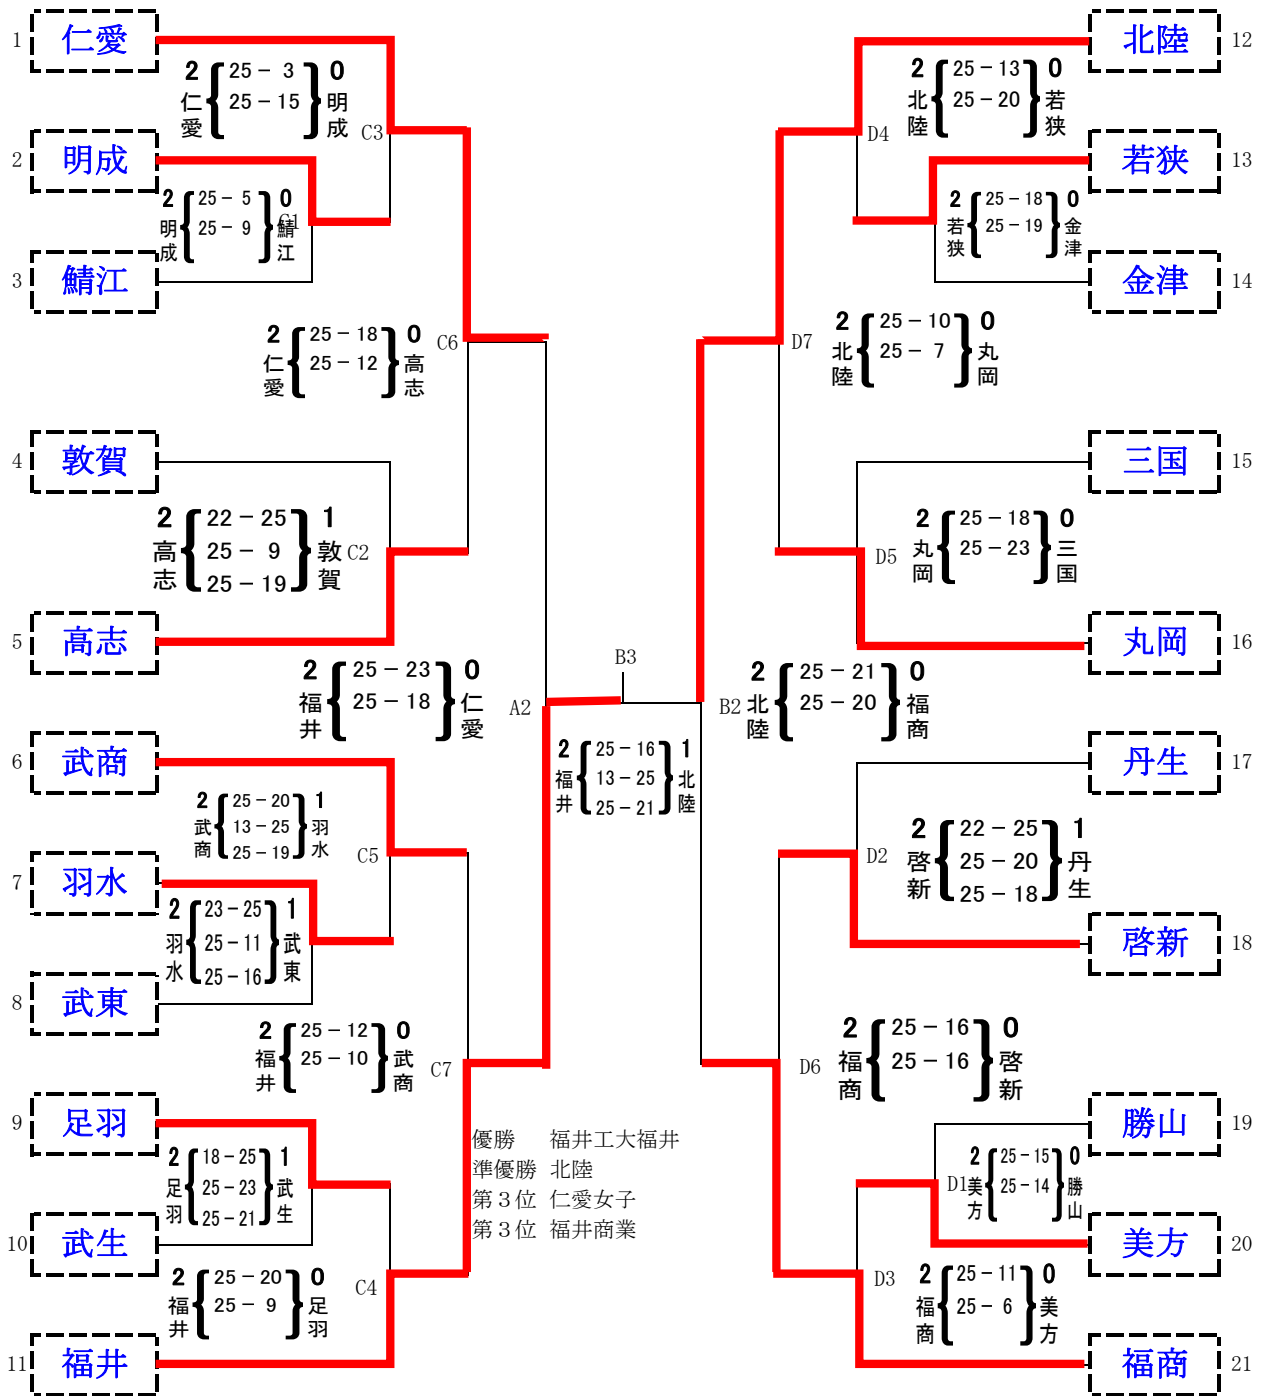 1 仁愛
2 仁愛 25－3 25－15 0 明成
C3
2 明成
2 明成 25－5 25－9 0 鯖江
C1
3 鯖江
2 仁愛 25－18 25－12 0 高志
C6
4 敦賀
2 高志 22－25 25－9 25－19 1 敦賀
C2
5 高志
2 福井 25－23 25－18 0 仁愛
A2
6 武商
2 武商 25－20 13－25 25－19 1 羽水
C5
7 羽水
2 羽水 23－25 25－11 25－16 1 武東
8 武東
2 福井 25－12 25－10 0 武商
C7
9 足羽
2 足羽 18－25 25－23 25－21 1 武生
10 武生
2 福井 25－20 25－9 0 足羽
C4
11 福井
B3
2 福井 25－16 13－25 25－21 1 北陸
優勝 福井工大福井
準優勝 北陸
第３位 仁愛女子
第３位 福井商業
北陸 12
2 北陸 25－13 25－20 0 若狭
D4
若狭 13
2 若狭 25－18 25－19 0 金津
金津 14
D7
2 北陸 25－10 25－7 0 丸岡
三国 15
2 丸岡 25－18 25－23 0 三国
D5
丸岡 16
B2
2 北陸 25－21 25－20 0 福商
丹生 17
D2
2 啓新 22－25 25－20 25－18 1 丹生
啓新 18
D6
2 福商 25－16 25－16 0 啓新
勝山 19
D1
2 美方 25－15 25－14 0 勝山
美方 20
D3
2 福商 25－11 25－6 0 美方
福商 21